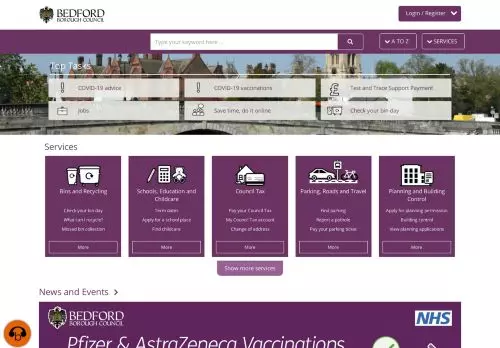 BEDFORD
BOROUGH COUNCIL
Login / Register
Type your keyword here ...
A TO Z
SERVICES
Top Tasks
COVID-19 advice
COVID-19 vaccinations
Test and Trace Support Payment
Jobs
Save time, do it online
Check your bin day
Services
Bins and Recycling
Check your bin day
What can I recycle?
Missed bin collection
More
Schools, Education and
Childcare
Term dates
Apply for a school place
Find childcare
More
Council Tax
Pay your Council Tax
My Council Tax account
Change of address
More
Parking, Roads and Travel
Find parking
Report a pothole
Pay your parking ticket
More
Planning and Building
Control
Apply for planning permission
Building control
View planning applications
More
Show more services
News and Events
BEDFORD
BOROUGH COUNCIL
NHS
Pfizer & AstraZeneca Vaccinations